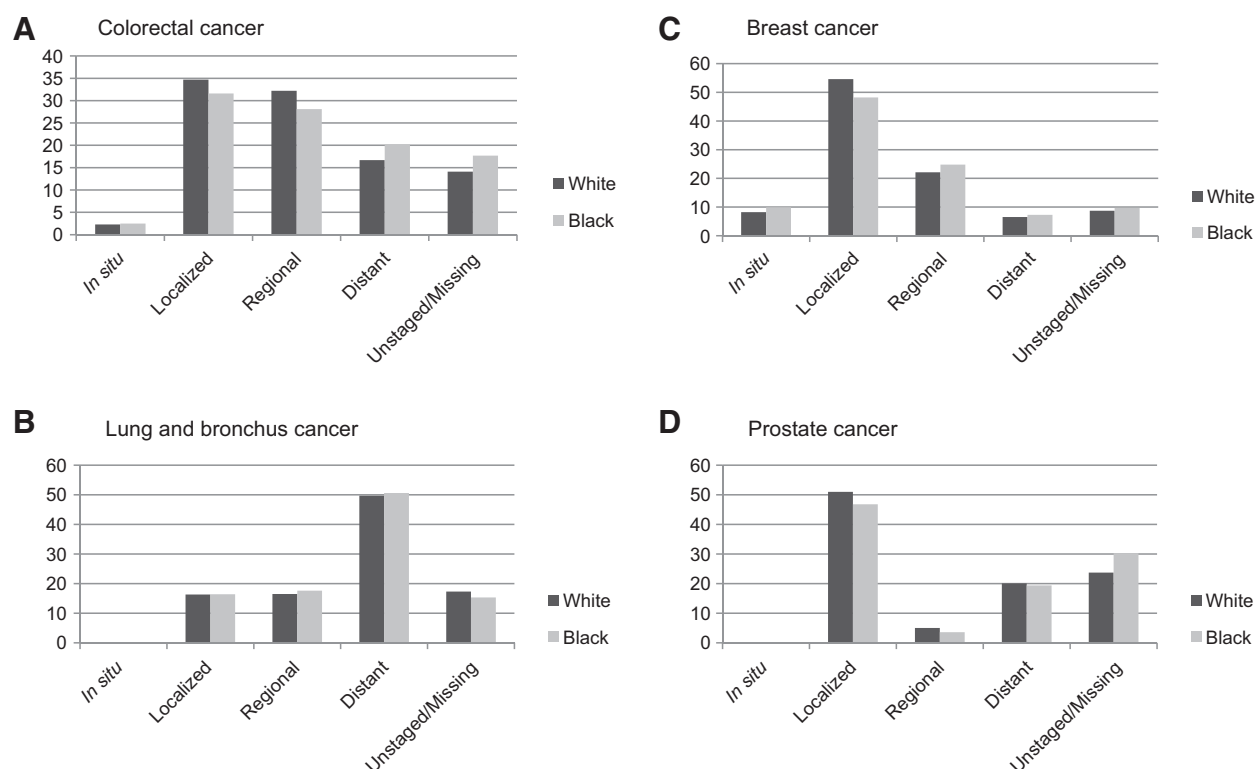 A Colorectal cancer
40
35
30
25
20
15
10
5
0
In situ
Localized
Regional
Distant
Unstaged/Missing
White
Black
B Lung and bronchus cancer
60
50
40
30
20
10
0
In situ
Localized
Regional
Distant
Unstaged/Missing
White
Black
C Breast cancer
60
50
40
30
20
10
0
In situ
Localized
Regional
Distant
Unstaged/Missing
White
Black
D Prostate cancer
60
50
40
30
20
10
0
In situ
Localized
Regional
Distant
Unstaged/Missing
White
Black